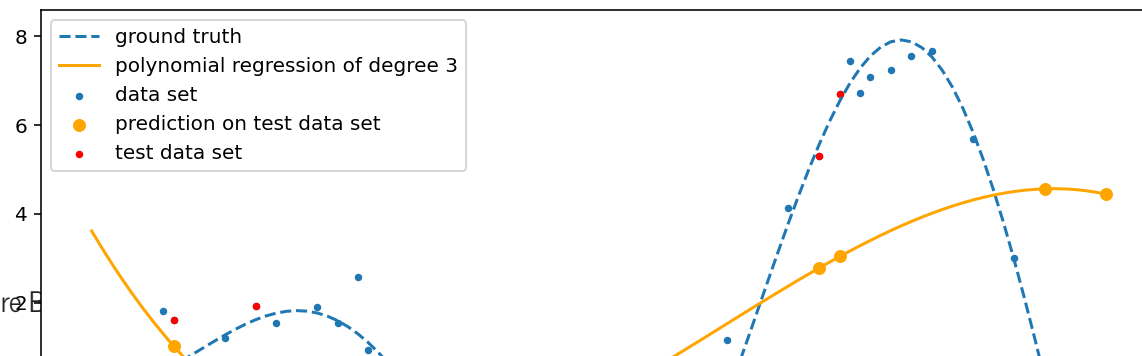 8
ground truth
polynomial regression of degree 3
data set
prediction on test data set
test data set
6
4
2